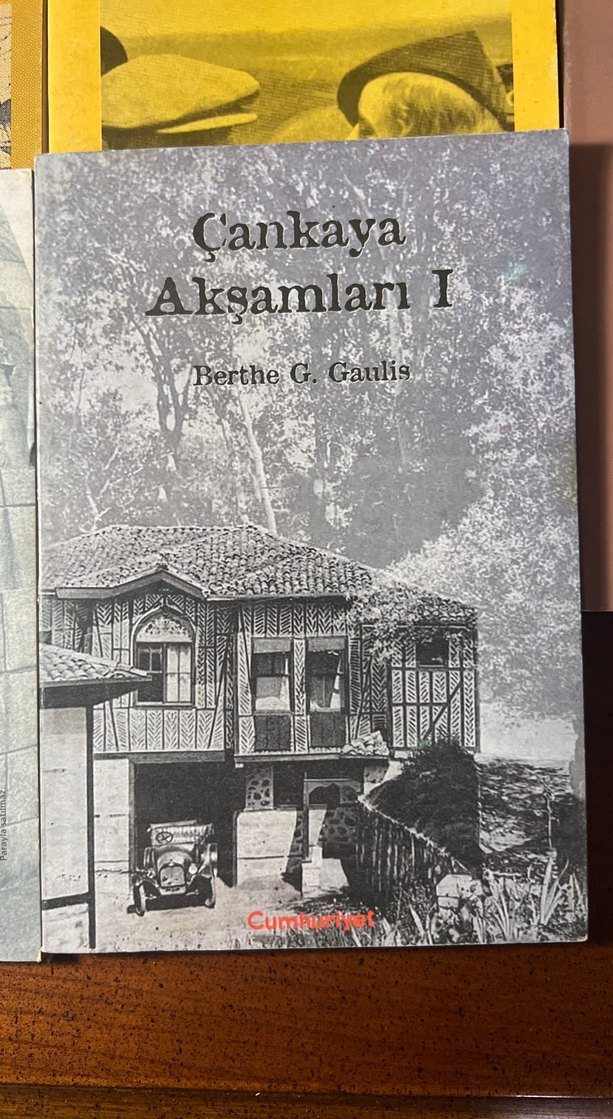 Çankaya
Akşamları I
Berthe G. Gaulis
Cumhuriyet
Parayla satılmaz.